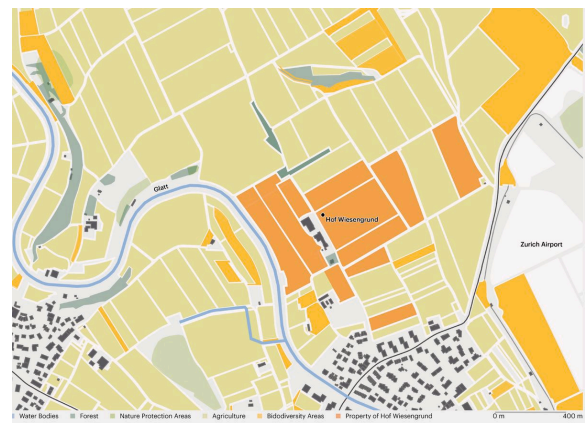 Glatt
Hof Wiesengrund
Zurich Airport
Water Bodies Forest Nature Protection Areas Agriculture Bidodiversity Areas Property of Hof Wiesengrund 0 m 400 m